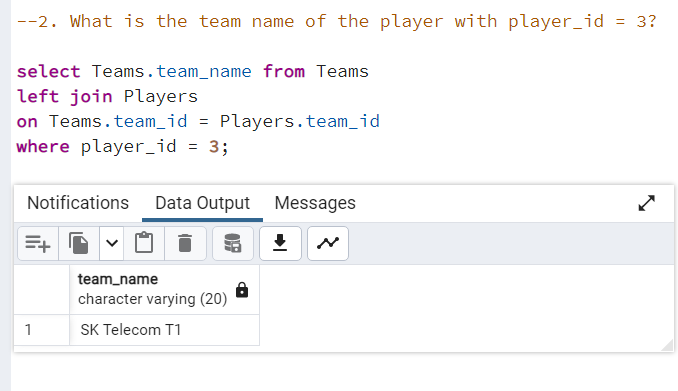 --2. What is the team name of the player with player_id = 3?
select Teams.team_name from Teams
left join Players
on Teams.team_id = Players.team_id
where player_id = 3;
Notifications Data Output Messages
team_name
character varying (20)
1 SK Telecom T1